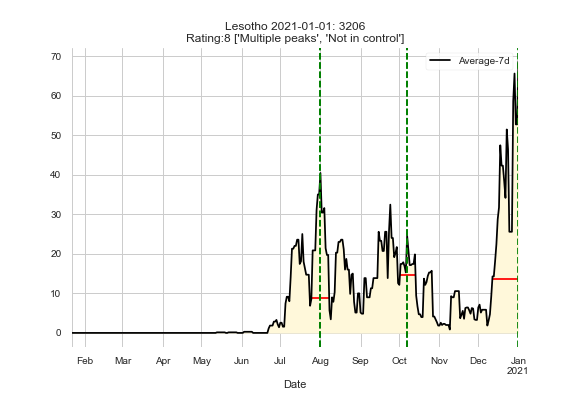 Lesotho 2021-01-01: 3206
Rating:8 ['Multiple peaks', 'Not in control']
Average-7d
70
60
50
40
30
20
10
0
Feb Mar Apr May Jun Jul Aug Sep Oct Nov Dec Jan
2021
Date